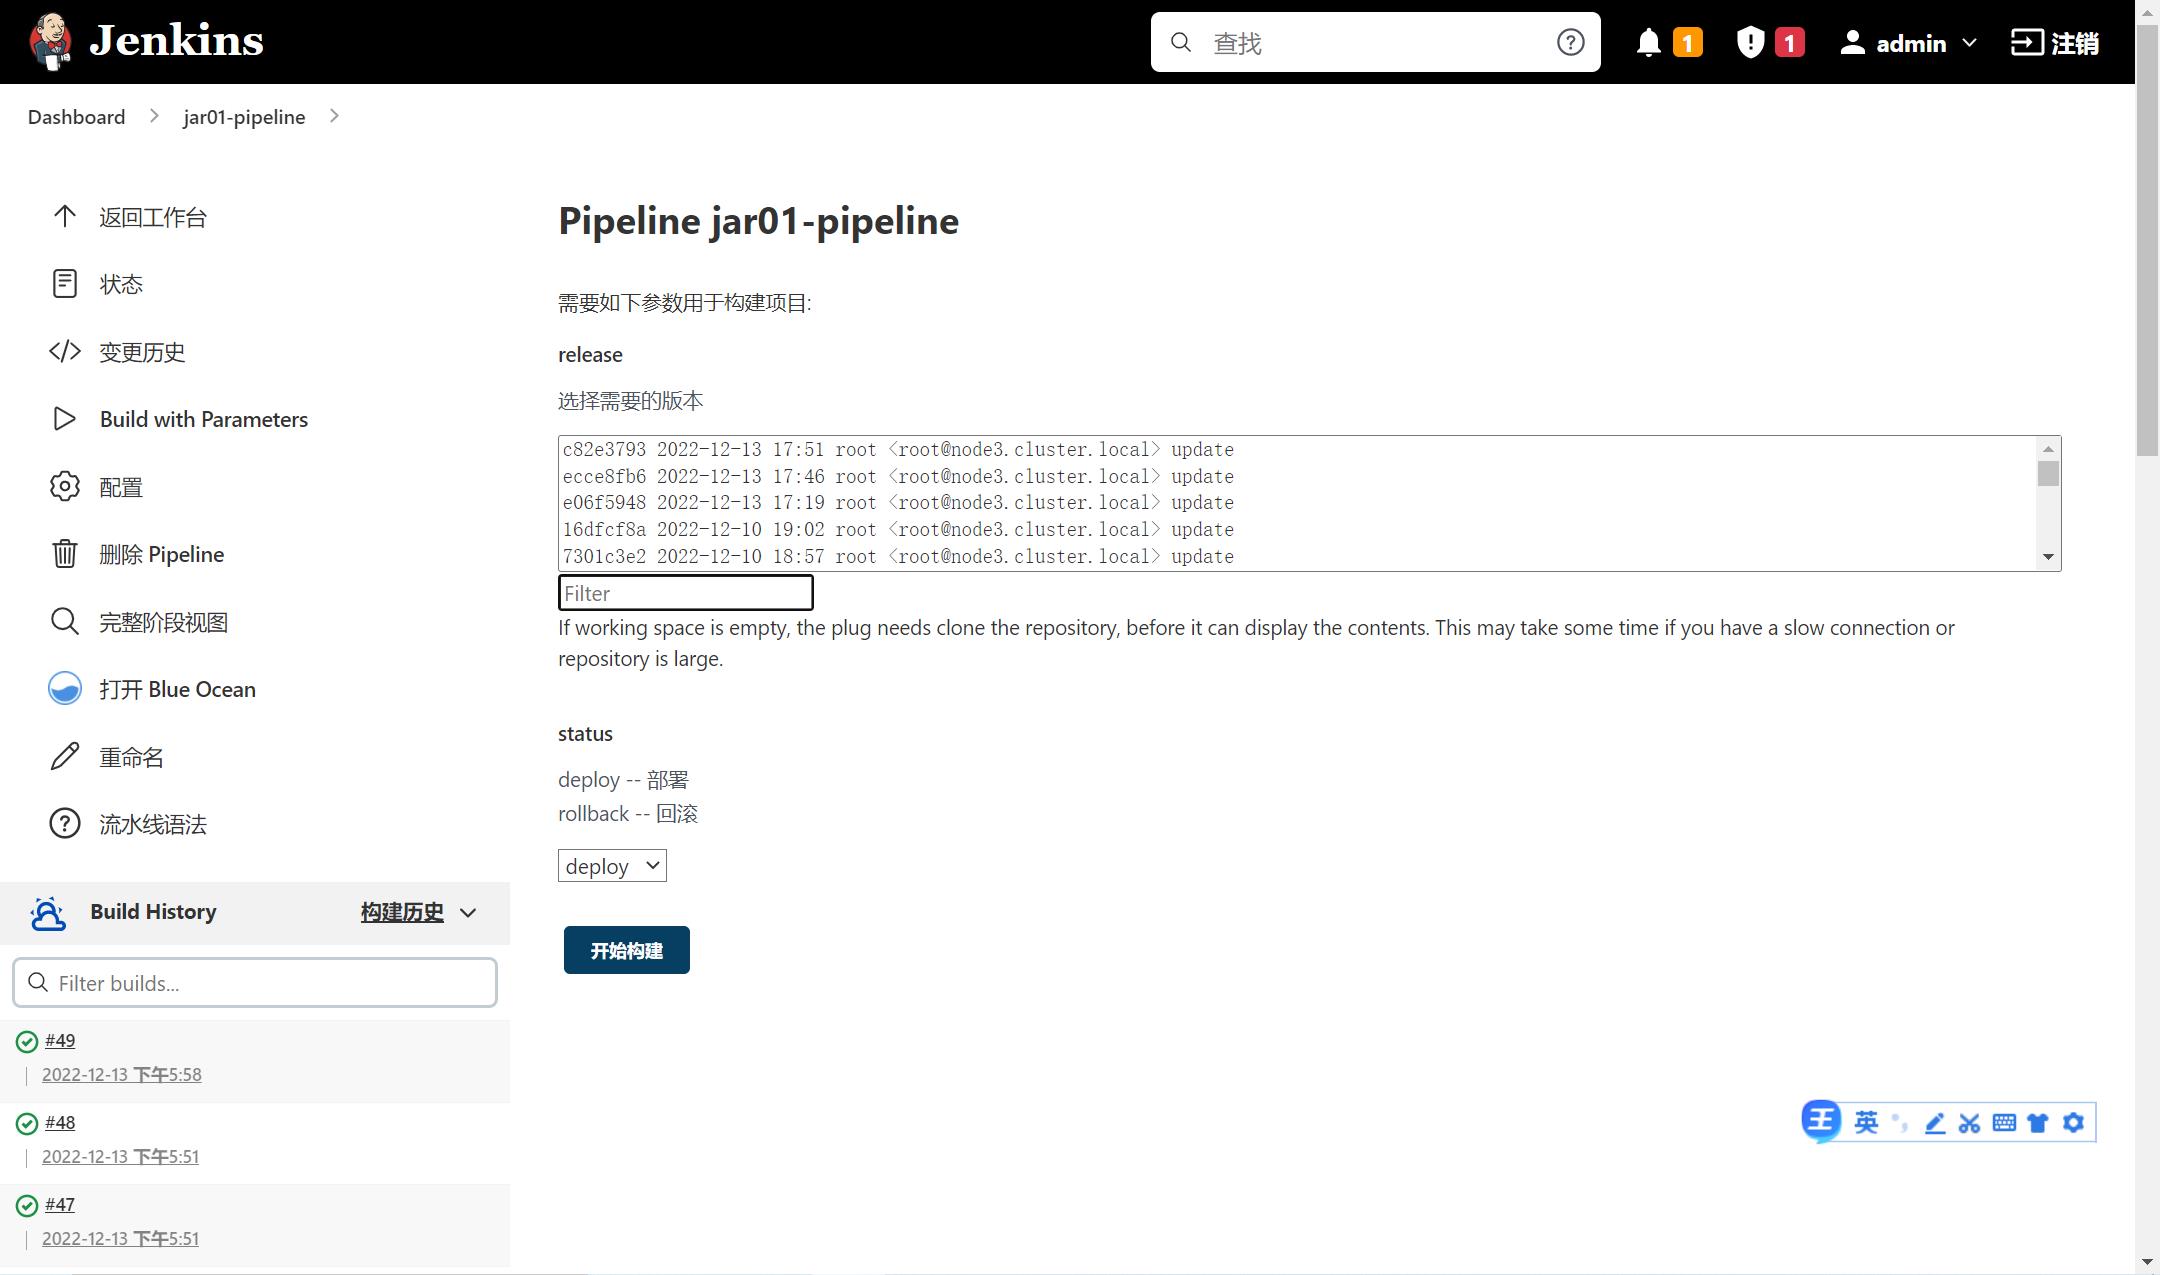 Jenkins
查找
1
1
admin
注销
Dashboard
jar01-pipeline
返回工作台
状态
变更历史
Build with Parameters
配置
删除 Pipeline
完整阶段视图
打开 Blue Ocean
重命名
流水线语法
Build History
构建历史
Filter builds...
#49
2022-12-13 下午5:58
#48
2022-12-13 下午5:51
#47
2022-12-13 下午5:51
Pipeline jar01-pipeline
需要如下参数用于构建项目:
release
选择需要的版本
c82e3793 2022-12-13 17:51 root <root@node3.cluster.local> update
ecce8fb6 2022-12-13 17:46 root <root@node3.cluster.local> update
e06f5948 2022-12-13 17:19 root <root@node3.cluster.local> update
16dfcf8a 2022-12-10 19:02 root <root@node3.cluster.local> update
7301c3e2 2022-12-10 18:57 root <root@node3.cluster.local> update
Filter
If working space is empty, the plug needs clone the repository, before it can display the contents. This may take some time if you have a slow connection or
repository is large.
status
deploy -- 部署
rollback -- 回滚
deploy
开始构建
王 英